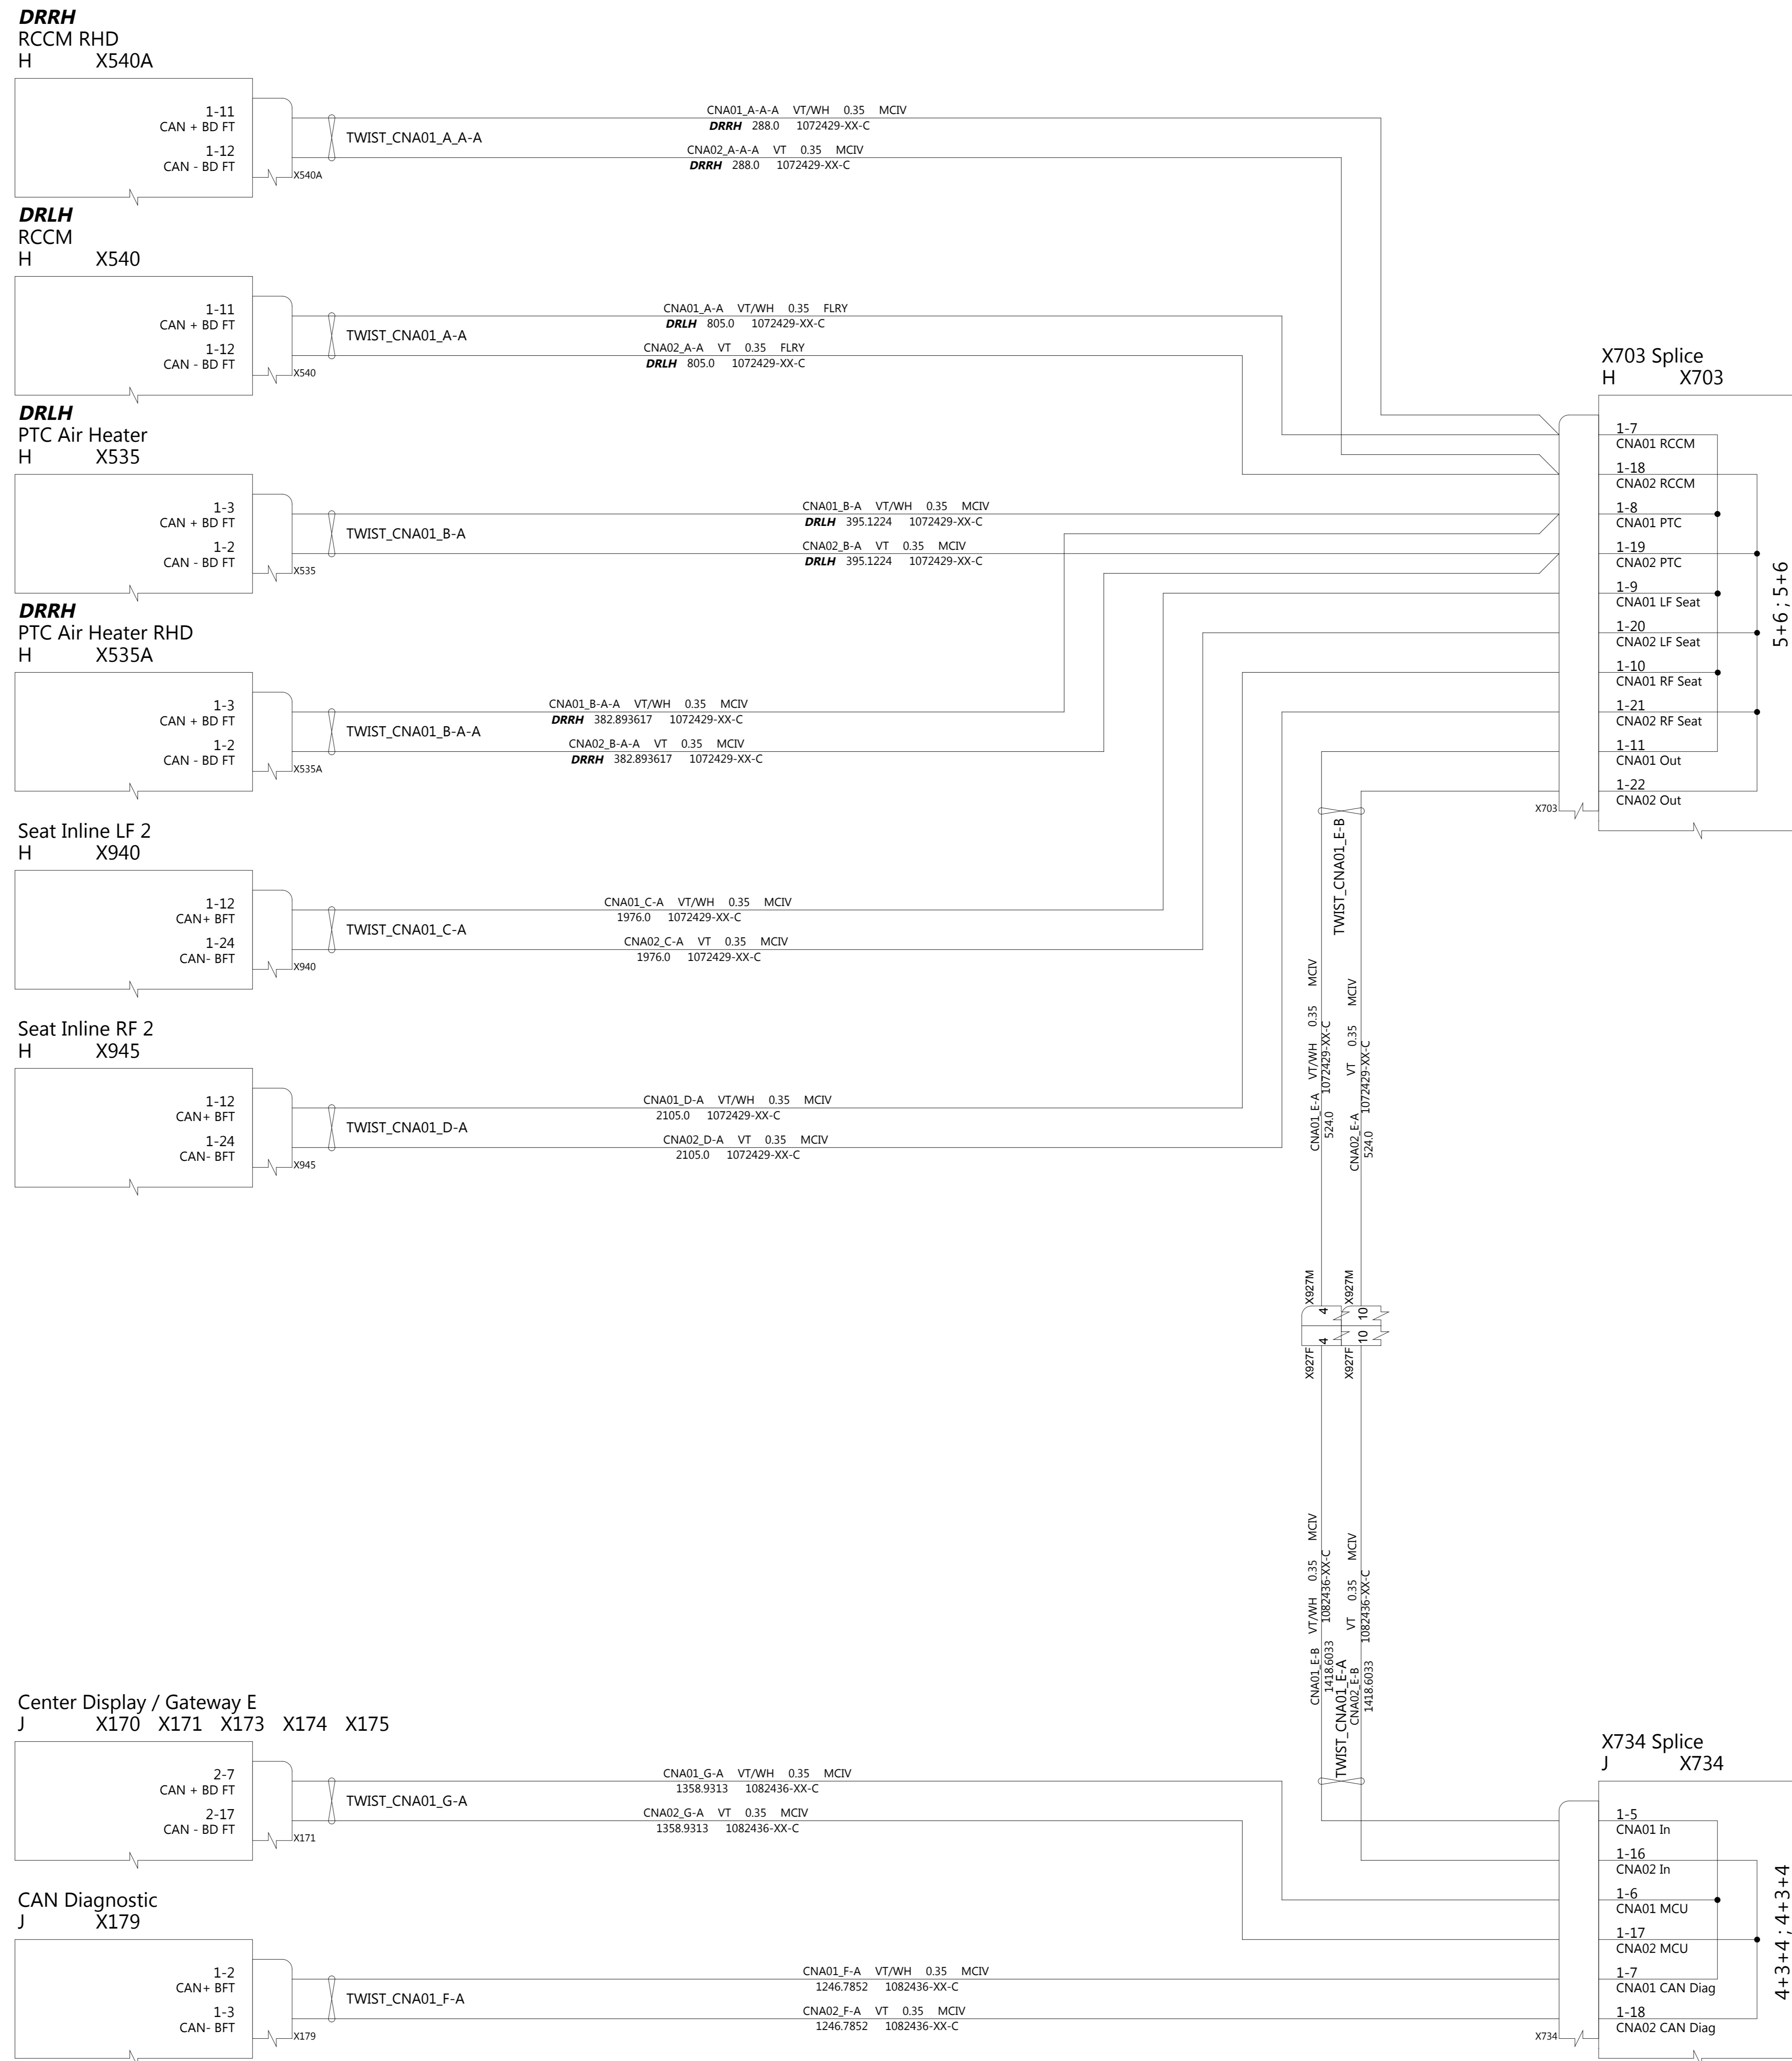 DRRH
RCCM RHD
H X540A
1-11
CAN + BD FT
1-12
CAN - BD FT
X540A
TWIST_CNA01_A_A-A
CNA01_A-A-A VT/WH 0.35 MCIV
DRRH 288.0 1072429-XX-C
CNA02_A-A-A VT 0.35 MCIV
DRRH 288.0 1072429-XX-C
DRLH
RCCM
H X540
1-11
CAN + BD FT
1-12
CAN - BD FT
X540
TWIST_CNA01_A-A
CNA01_A-A VT/WH 0.35 FLRY
DRLH 805.0 1072429-XX-C
CNA02_A-A VT 0.35 FLRY
DRLH 805.0 1072429-XX-C
DRLH
PTC Air Heater
H X535
1-3
CAN + BD FT
1-2
CAN - BD FT
X535
TWIST_CNA01_B-A
CNA01_B-A VT/WH 0.35 MCIV
DRLH 395.1224 1072429-XX-C
CNA02_B-A VT 0.35 MCIV
DRLH 395.1224 1072429-XX-C
DRRH
PTC Air Heater RHD
H X535A
1-3
CAN + BD FT
1-2
CAN - BD FT
X535A
TWIST_CNA01_B-A-A
CNA01_B-A-A VT/WH 0.35 MCIV
DRRH 382.893617 1072429-XX-C
CNA02_B-A-A VT 0.35 MCIV
DRRH 382.893617 1072429-XX-C
Seat Inline LF 2
H X940
1-12
CAN+ BFT
1-24
CAN- BFT
X940
TWIST_CNA01_C-A
CNA01_C-A VT/WH 0.35 MCIV
1976.0 1072429-XX-C
CNA02_C-A VT 0.35 MCIV
1976.0 1072429-XX-C
Seat Inline RF 2
H X945
1-12
CAN+ BFT
1-24
CAN- BFT
X945
TWIST_CNA01_D-A
CNA01_D-A VT/WH 0.35 MCIV
2105.0 1072429-XX-C
CNA02_D-A VT 0.35 MCIV
2105.0 1072429-XX-C
X703 Splice
H X703
1-7
CNA01 RCCM
1-18
CNA02 RCCM
1-8
CNA01 PTC
1-19
CNA02 PTC
1-9
CNA01 LF Seat
1-20
CNA02 LF Seat
1-10
CNA01 RF Seat
1-21
CNA02 RF Seat
1-11
CNA01 Out
1-22
CNA02 Out
X703
5+6 ; 5+6
TWIST_CNA01_E-B
CNA01_E-A VT/WH 0.35 MCIV
524.0 1072429-XX-C
CNA02_E-A VT 0.35 MCIV
524.0 1072429-XX-C
X927M
4
X927M
10
X927F
4
X927F
10
CNA01_E-B VT/WH 0.35 MCIV
1418.6033 1082436-XX-C
TWIST_CNA01_E-A
CNA02_E-B VT 0.35 MCIV
1418.6033 1082436-XX-C
Center Display / Gateway E
J X170 X171 X173 X174 X175
2-7
CAN + BD FT
2-17
CAN - BD FT
X171
TWIST_CNA01_G-A
CNA01_G-A VT/WH 0.35 MCIV
1358.9313 1082436-XX-C
CNA02_G-A VT 0.35 MCIV
1358.9313 1082436-XX-C
CAN Diagnostic
J X179
1-2
CAN+ BFT
1-3
CAN- BFT
X179
TWIST_CNA01_F-A
CNA01_F-A VT/WH 0.35 MCIV
1246.7852 1082436-XX-C
CNA02_F-A VT 0.35 MCIV
1246.7852 1082436-XX-C
X734 Splice
J X734
1-5
CNA01 In
1-16
CNA02 In
1-6
CNA01 MCU
1-17
CNA02 MCU
1-7
CNA01 CAN Diag
1-18
CNA02 CAN Diag
X734
4+3+4 ; 4+3+4